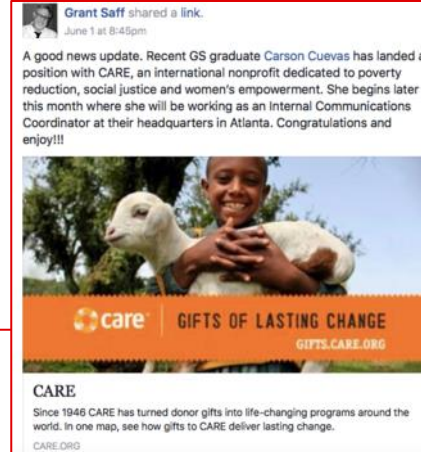 Grant Saff shared a link.
June 1 at 8:45pm
A good news update. Recent GS graduate Carson Cuevas has landed a
position with CARE, an international nonprofit dedicated to poverty
reduction, social justice and women's empowerment. She begins later
this month where she will be working as an Internal Communications
Coordinator at their headquarters in Atlanta. Congratulations and
enjoy!!!
care GIFTS OF LASTING CHANGE
GIFTS.CARE.ORG
CARE
Since 1946 CARE has turned donor gifts into life-changing programs around the
world. In one map, see how gifts to CARE deliver lasting change.
CARE.ORG